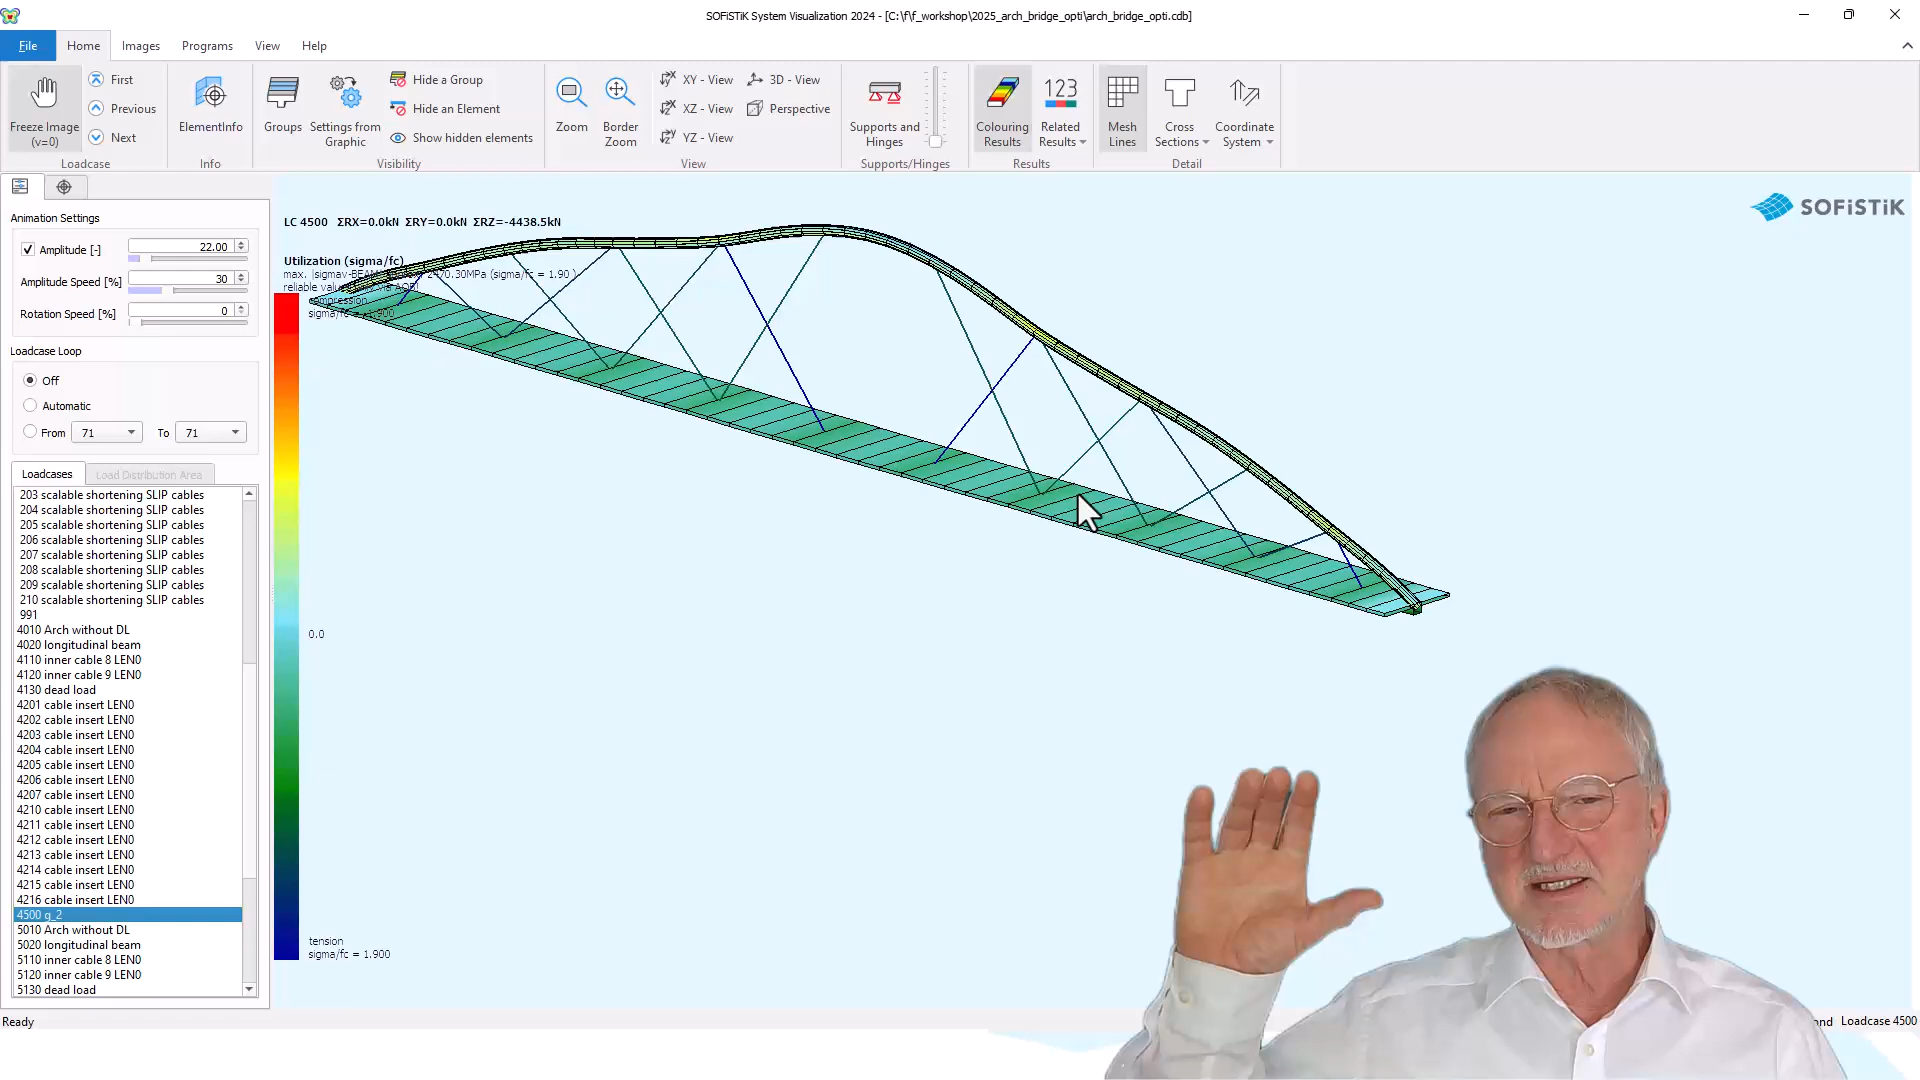 SOFiSTiK System Visualization 2024 - [C:\f\f_workshop\2025_arch_bridge_opti\arch_bridge_opti.cdb]
File Home Images Programs View Help
Freeze Image (v=0)
First
Previous
Next
Loadcase
ElementInfo
Info
Groups
Settings from Graphic
Hide a Group
Hide an Element
Show hidden elements
Visibility
Zoom
Border Zoom
XY - View
XZ - View
YZ - View
3D - View
Perspective
View
Supports and Hinges
Supports/Hinges
Colouring Results
123
Related Results
Results
Mesh Lines
Cross Sections
Coordinate System
Detail
SOFiSTiK
Animation Settings
Amplitude [-] 22.00
Amplitude Speed [%] 30
Rotation Speed [%] 0
Loadcase Loop
Off
Automatic
From 71 To 71
Loadcases Load Distribution Area
203 scalable shortening SLIP cables
204 scalable shortening SLIP cables
205 scalable shortening SLIP cables
206 scalable shortening SLIP cables
207 scalable shortening SLIP cables
208 scalable shortening SLIP cables
209 scalable shortening SLIP cables
210 scalable shortening SLIP cables
991
4010 Arch without DL
4020 longitudinal beam
4110 inner cable 8 LEN0
4120 inner cable 9 LEN0
4130 dead load
4201 cable insert LEN0
4202 cable insert LEN0
4203 cable insert LEN0
4204 cable insert LEN0
4205 cable insert LEN0
4206 cable insert LEN0
4207 cable insert LEN0
4210 cable insert LEN0
4211 cable insert LEN0
4212 cable insert LEN0
4213 cable insert LEN0
4214 cable insert LEN0
4215 cable insert LEN0
4216 cable insert LEN0
4500 g_2
5010 Arch without DL
5020 longitudinal beam
5110 inner cable 8 LEN0
5120 inner cable 9 LEN0
5130 dead load
LC 4500 ΣRX=0.0kN ΣRY=0.0kN ΣRZ=-4438.5kN
Utilization (sigma/fc)
max. |sigmav-BEAM (sigma/fc = 1.90 )
reliable
compression
sigma/fc
0.0
tension
sigma/fc = 1.900
Ready
Loadcase 4500